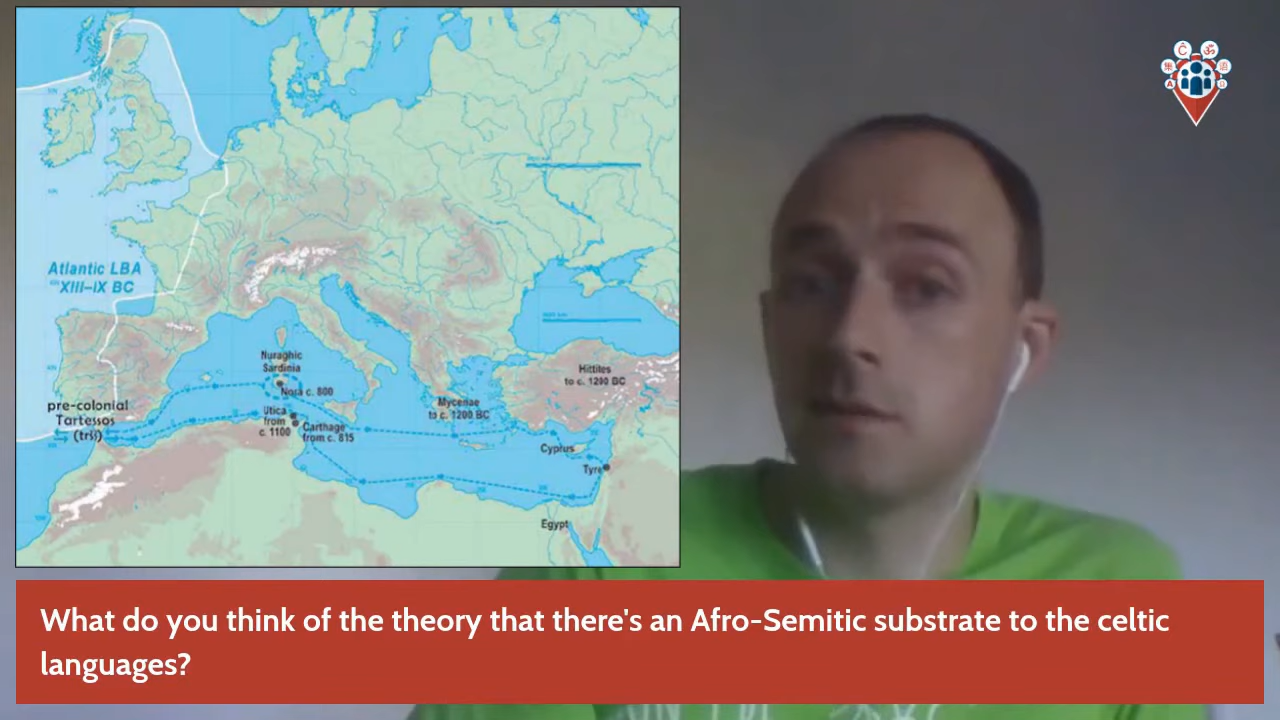 Atlantic LBA
XIII–IX BC
pre-colonial
Tartessos
(trš)
Nuraghic
Sardinia
Nora c. 800
Utica
from
c. 1100
Carthage
from c. 815
Mycenae
to c. 1200 BC
Hittites
to c. 1200 BC
Cyprus
Tyre
Egypt
What do you think of the theory that there's an Afro-Semitic substrate to the celtic
languages?